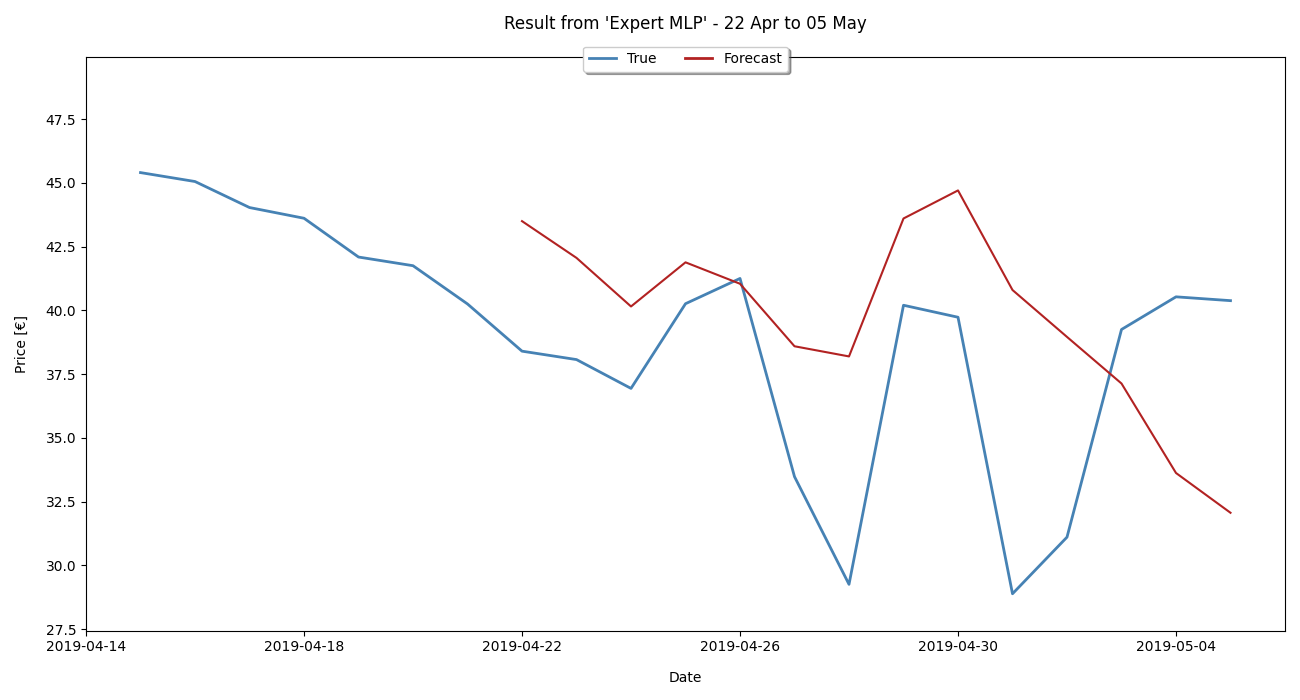 Result from 'Expert MLP' - 22 Apr to 05 May
True Forecast
47.5
45.0
42.5
40.0
37.5
35.0
32.5
30.0
27.5
Price [€]
2019-04-14 2019-04-18 2019-04-22 2019-04-26 2019-04-30 2019-05-04
Date